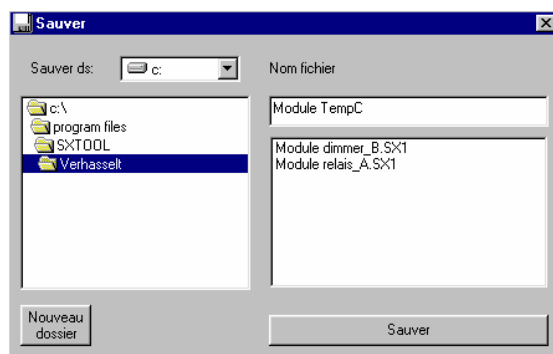 Sauver
Sauver ds:
c:
Nom fichier
c:\
program files
SXTOOL
Verhasselt
Module TempC
Module dimmer_B.SX1
Module relais_A.SX1
Nouveau
dossier
Sauver